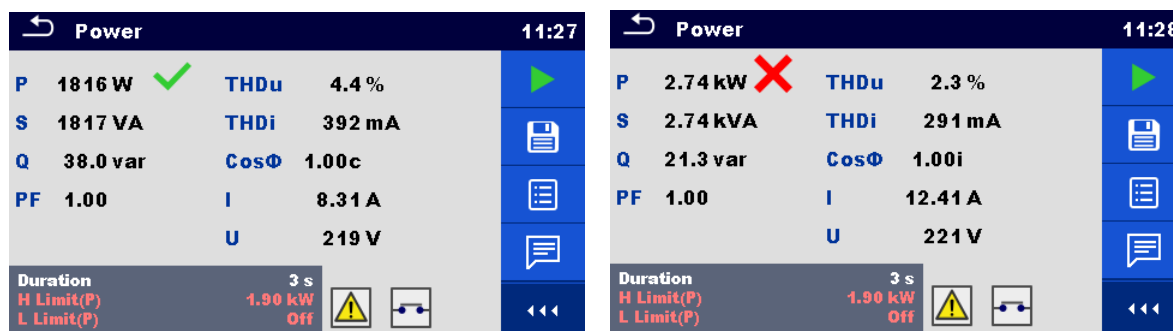 Power 11:27
P 1816 W THDu 4.4 %
S 1817 VA THDi 392 mA
Q 38.0 var CosΦ 1.00c
PF 1.00 I 8.31 A
U 219 V
Duration 3 s
H Limit(P) 1.90 kW
L Limit(P) Off
Power 11:28
P 2.74 kW THDu 2.3 %
S 2.74 kVA THDi 291 mA
Q 21.3 var CosΦ 1.00i
PF 1.00 I 12.41 A
U 221 V
Duration 3 s
H Limit(P) 1.90 kW
L Limit(P) Off